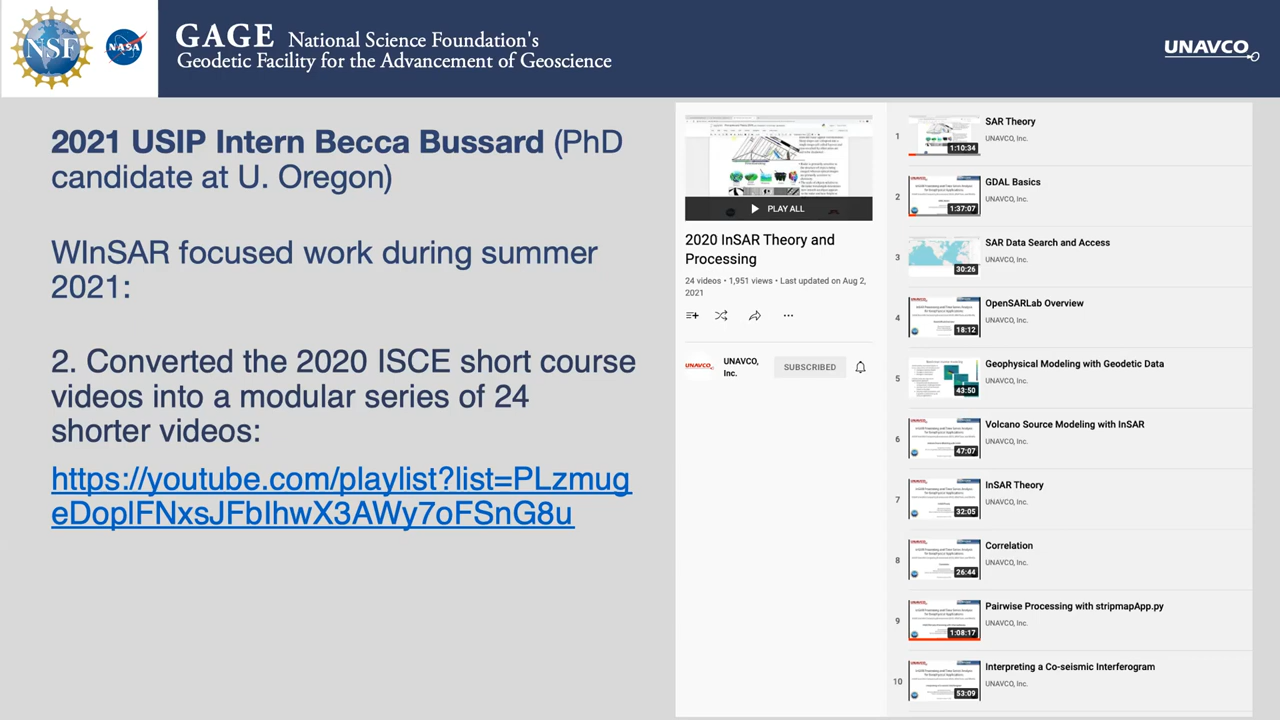 NSF
NASA
GAGE National Science Foundation's
Geodetic Facility for the Advancement of Geoscience
UNAVCO
2021 USIP Intern Becca Bussard (PhD
candidate at U. Oregon)
WInSAR focused work during summer
2021:
2. Converted the 2020 ISCE short course
videos into a modular series of 24
shorter videos:
https://youtube.com/playlist?list=PLzmug
eDoplFNxsJFbIhwX3AWy7oFSnG8u
PLAY ALL
2020 InSAR Theory and
Processing
24 videos • 1,951 views • Last updated on Aug 2,
2021
UNAVCO
UNAVCO,
Inc.
SUBSCRIBED
1
1:10:34
SAR Theory
UNAVCO, Inc.
2
1:37:07
GDAL Basics
UNAVCO, Inc.
3
30:26
SAR Data Search and Access
UNAVCO, Inc.
4
18:12
OpenSARLab Overview
UNAVCO, Inc.
5
43:50
Geophysical Modeling with Geodetic Data
UNAVCO, Inc.
6
47:07
Volcano Source Modeling with InSAR
UNAVCO, Inc.
7
32:05
InSAR Theory
UNAVCO, Inc.
8
26:44
Correlation
UNAVCO, Inc.
9
1:08:17
Pairwise Processing with stripmapApp.py
UNAVCO, Inc.
10
53:09
Interpreting a Co-seismic Interferogram
UNAVCO, Inc.